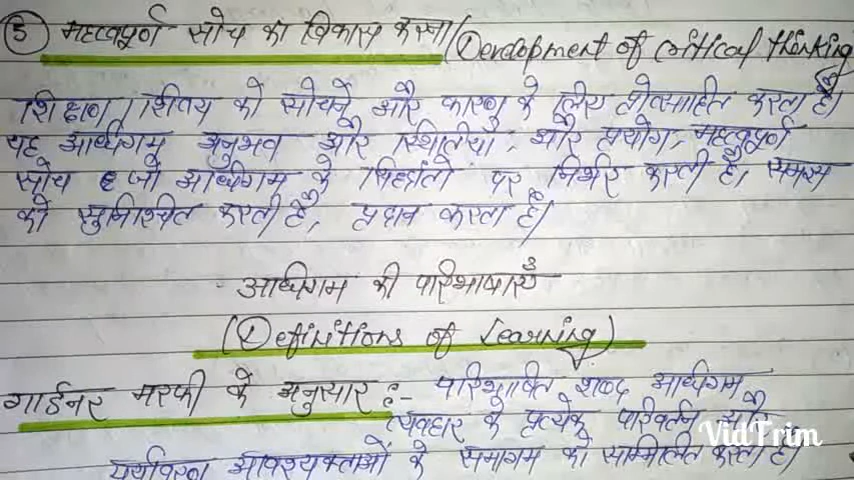 5 महत्वपूर्ण सोच का विकास करना (Development of critical thinking)
शिक्षण, विषय को सोचने और कारण के लिए प्रोत्साहित करता है।
यह अधिगम अनुभव और स्थितियों, और प्रयोग, महत्वपूर्ण
सोच जो अधिगम के सिद्धांतों पर निर्भर करती है, समय
को सुनिश्चित करती है, प्रदान करता है।
अधिगम की परिभाषाएँ
(Definitions of Learning)
गार्डनर मरफी के अनुसार :- परिभाषित शब्द अधिगम
व्यवहार के प्रत्येक परिवर्तन और
पर्यावरण आवश्यकताओं के समागम को सम्मिलित करता है।
VidTrim